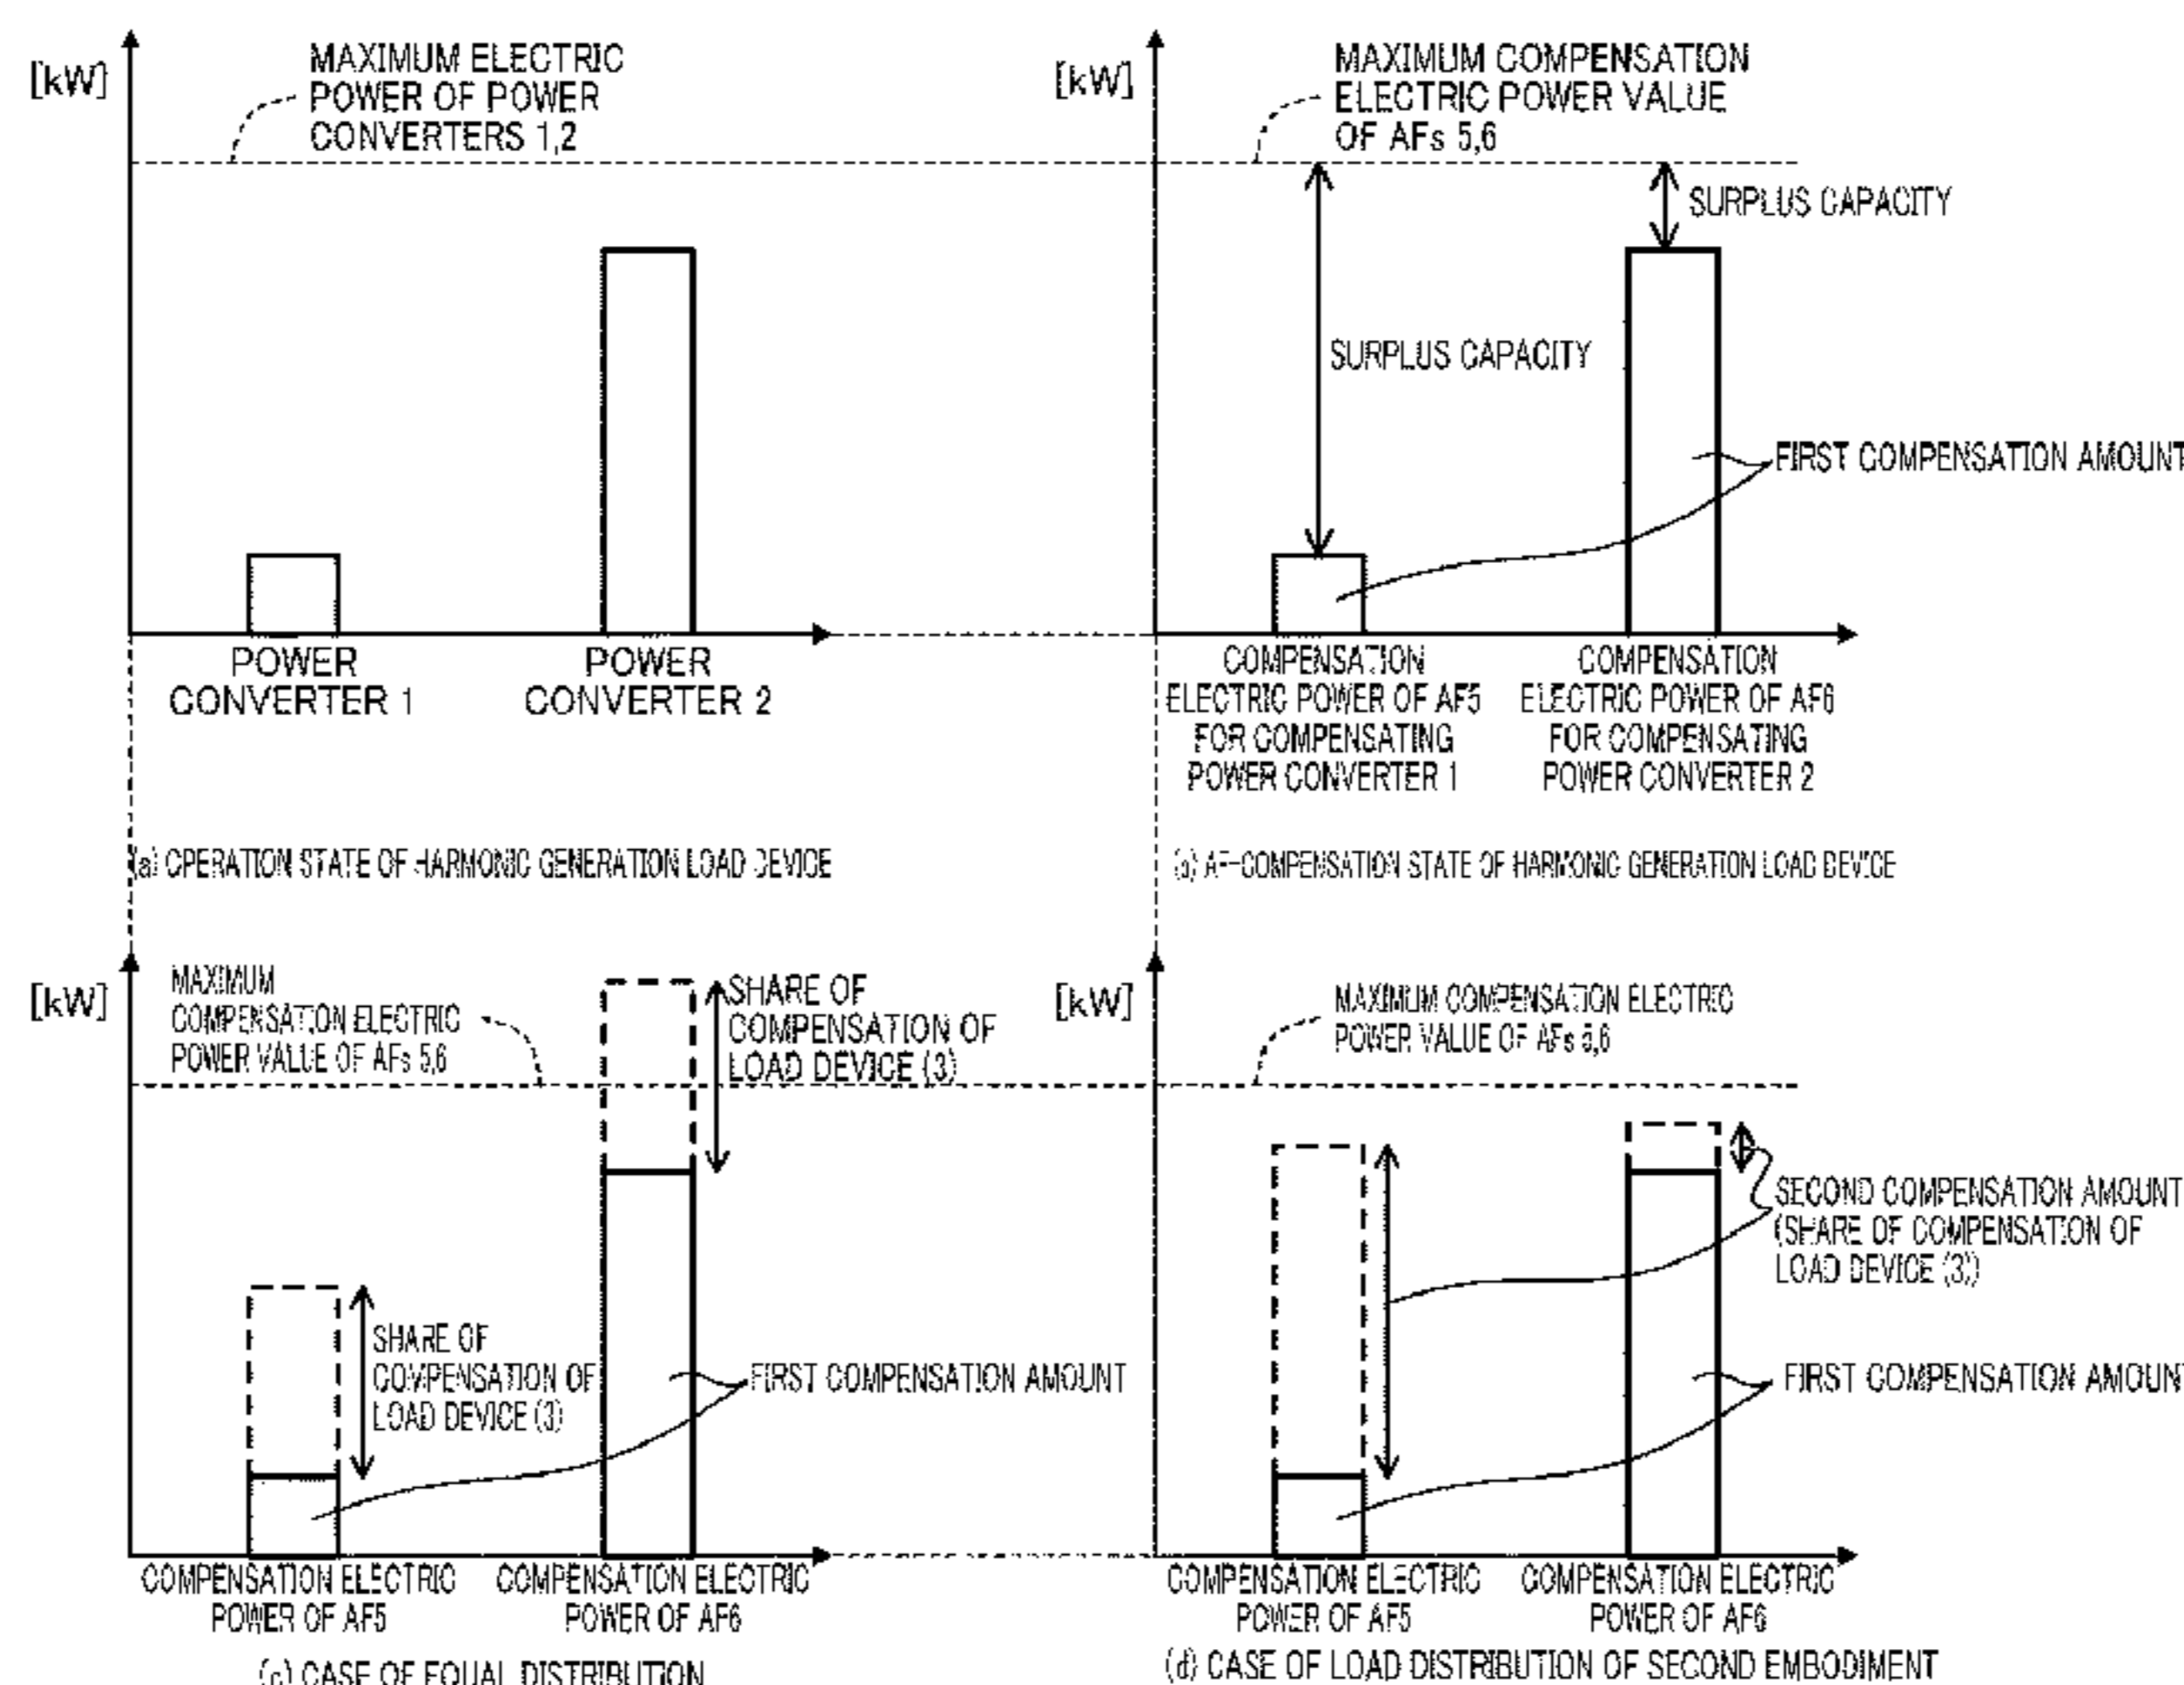 [kW]
MAXIMUM ELECTRIC
POWER OF POWER
CONVERTERS 1,2
POWER
CONVERTER 1
POWER
CONVERTER 2
(a) OPERATION STATE OF HARMONIC GENERATION LOAD DEVICE
[kW]
MAXIMUM COMPENSATION
ELECTRIC POWER VALUE
OF AFs 5,6
SURPLUS CAPACITY
SURPLUS CAPACITY
FIRST COMPENSATION AMOUNT
COMPENSATION
ELECTRIC POWER OF AF5
FOR COMPENSATING
POWER CONVERTER 1
COMPENSATION
ELECTRIC POWER OF AF6
FOR COMPENSATING
POWER CONVERTER 2
(b) AF-COMPENSATION STATE OF HARMONIC GENERATION LOAD DEVICE
[kW]
MAXIMUM
COMPENSATION ELECTRIC
POWER VALUE OF AFs 5,6
SHARE OF
COMPENSATION OF
LOAD DEVICE (3)
SHARE OF
COMPENSATION OF
LOAD DEVICE (3)
FIRST COMPENSATION AMOUNT
COMPENSATION ELECTRIC
POWER OF AF5
COMPENSATION ELECTRIC
POWER OF AF6
(c) CASE OF EQUAL DISTRIBUTION
[kW]
MAXIMUM COMPENSATION ELECTRIC
POWER VALUE OF AFs 5,6
SECOND COMPENSATION AMOUNT
(SHARE OF COMPENSATION OF
LOAD DEVICE (3))
FIRST COMPENSATION AMOUNT
COMPENSATION ELECTRIC
POWER OF AF5
COMPENSATION ELECTRIC
POWER OF AF6
(d) CASE OF LOAD DISTRIBUTION OF SECOND EMBODIMENT